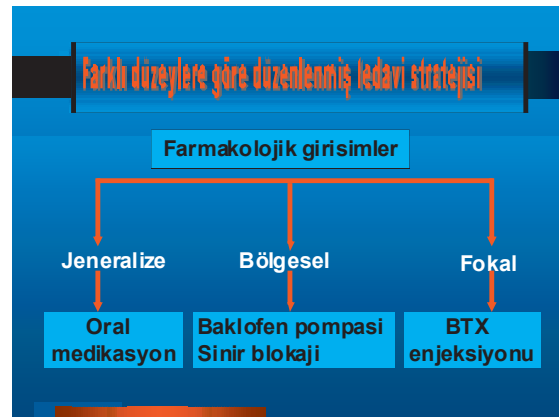 Farklı düzeylere göre düzenlenmiş tedavi stratejisi
Farmakolojik girisimler
Jeneralize
Bölgesel
Fokal
Oral
medikasyon
Baklofen pompasi
Sinir blokaji
BTX
enjeksiyonu